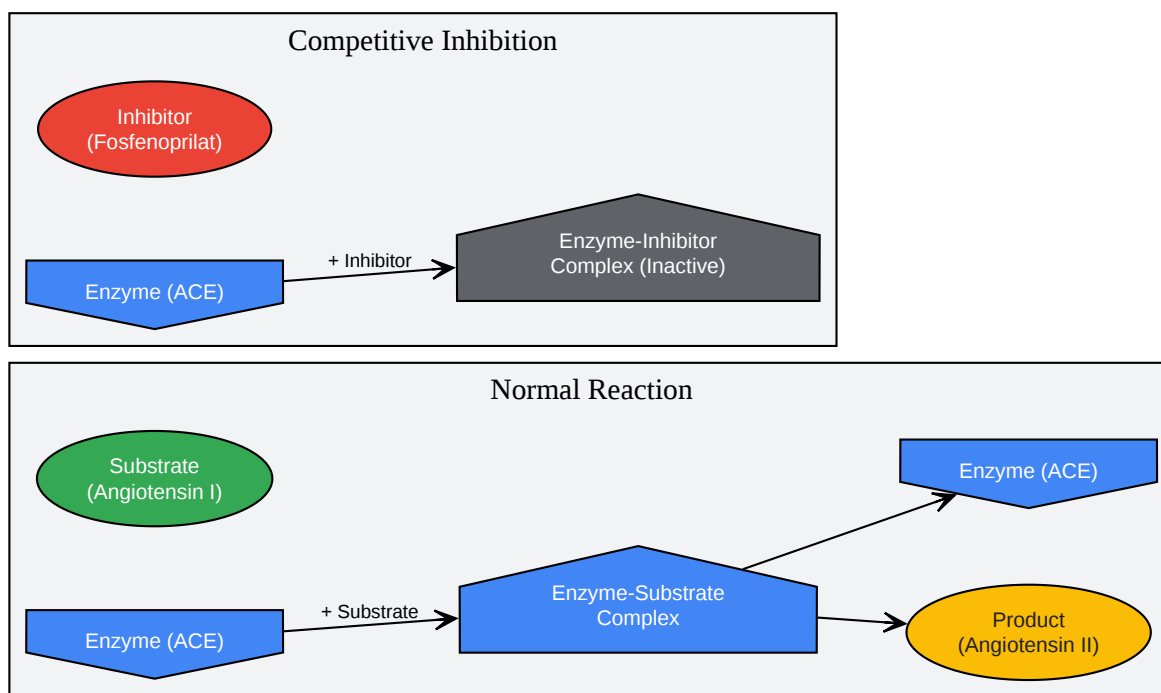 Competitive Inhibition
Inhibitor
(Fosfenoprilat)
Enzyme (ACE)
+ Inhibitor
Enzyme-Inhibitor
Complex (Inactive)
Normal Reaction
Substrate
(Angiotensin I)
Enzyme (ACE)
+ Substrate
Enzyme-Substrate
Complex
Enzyme (ACE)
Product
(Angiotensin II)